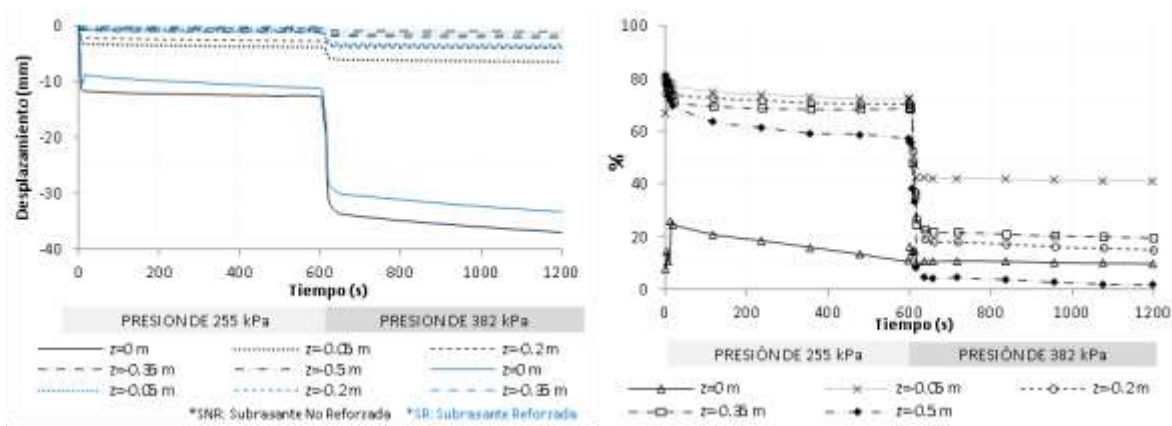 0
-10
-20
-30
-40
Desplazamiento (mm)
0 200 400 600 800 1000 1200
Tiempo (s)
PRESION DE 255 kPa PRESION DE 382 kPa
z=0 m z=-0.05 m z=-0.2 m
z=-0.35 m z=-0.5 m z=0 m
z=-0.05 m z=-0.2 m z=-0.35 m
*SNR: Subrasante No Reforzada *SR: Subrasante Reforzada
100
80
60
40
20
0
%
0 200 400 600 800 1000 1200
Tiempo (s)
PRESIÓN DE 255 kPa PRESIÓN DE 382 kPa
z=0 m z=-0.05 m z=-0.2 m
z=-0.35 m z=-0.5 m